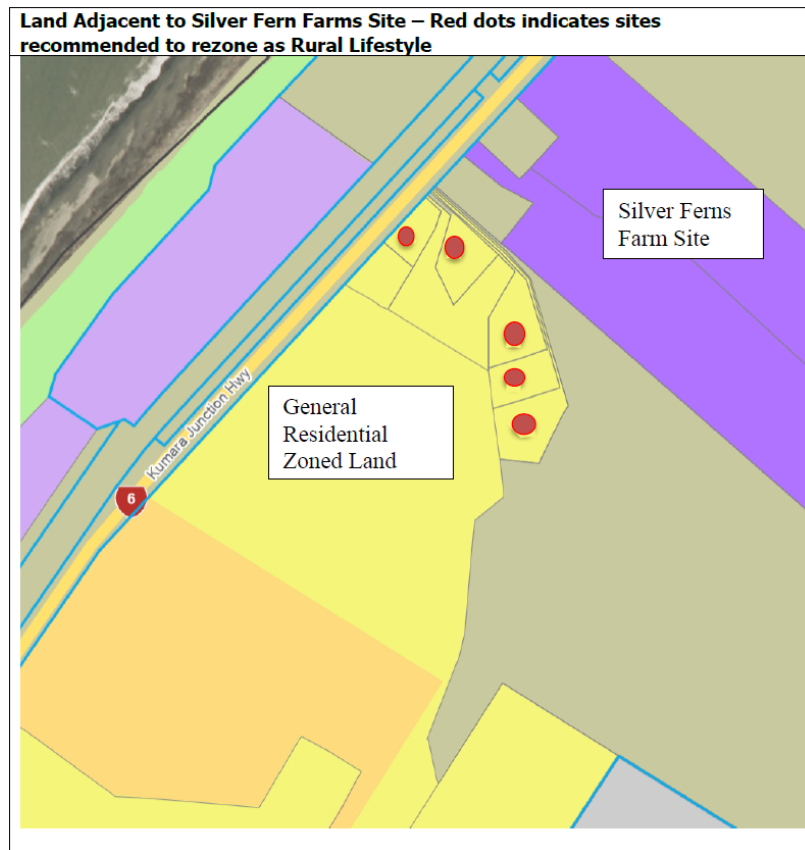 Land Adjacent to Silver Fern Farms Site – Red dots indicates sites
recommended to rezone as Rural Lifestyle
Silver Ferns
Farm Site
General
Residential
Zoned Land
Kumara Junction Hwy
6